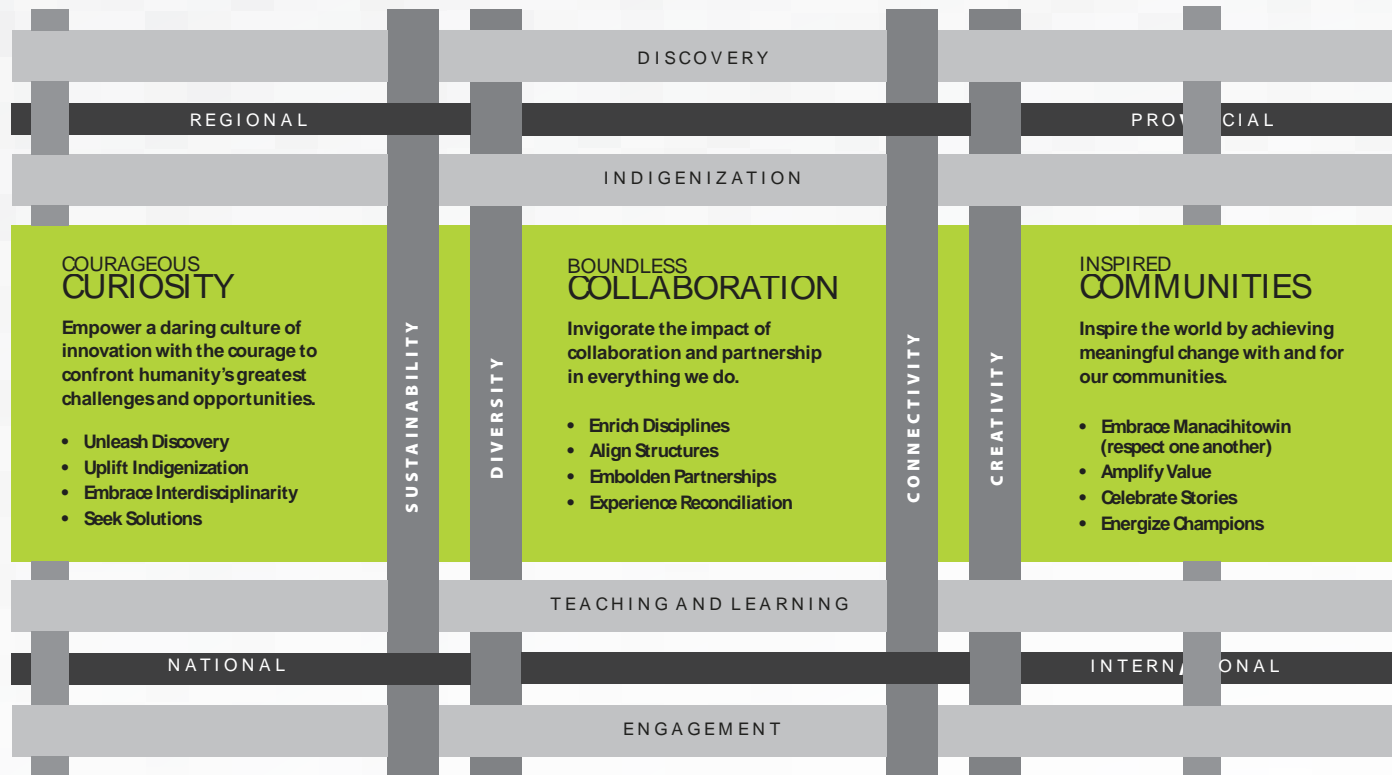 DISCOVERY
REGIONAL
INDIGENIZATION
COURAGEOUS
CURIOSITY
Empower a daring culture of
innovation with the courage to
confront humanity's greatest
challenges and opportunities.
• Unleash Discovery
• Uplift Indigenization
• Embrace Interdisciplinarity
• Seek Solutions
SUSTAINABILITY
DIVERSITY
BOUNDLESS
COLLABORATION
Invigorate the impact of
collaboration and partnership
in everything we do.
• Enrich Disciplines
• Align Structures
• Embolden Partnerships
• Experience Reconciliation
CONNECTIVITY
CREATIVITY
INSPIRED
COMMUNITIES
Inspire the world by achieving
meaningful change with and for
our communities.
• Embrace Manacihitowin
(respect one another)
• Amplify Value
• Celebrate Stories
• Energize Champions
TEACHING AND LEARNING
NATIONAL
ENGAGEMENT